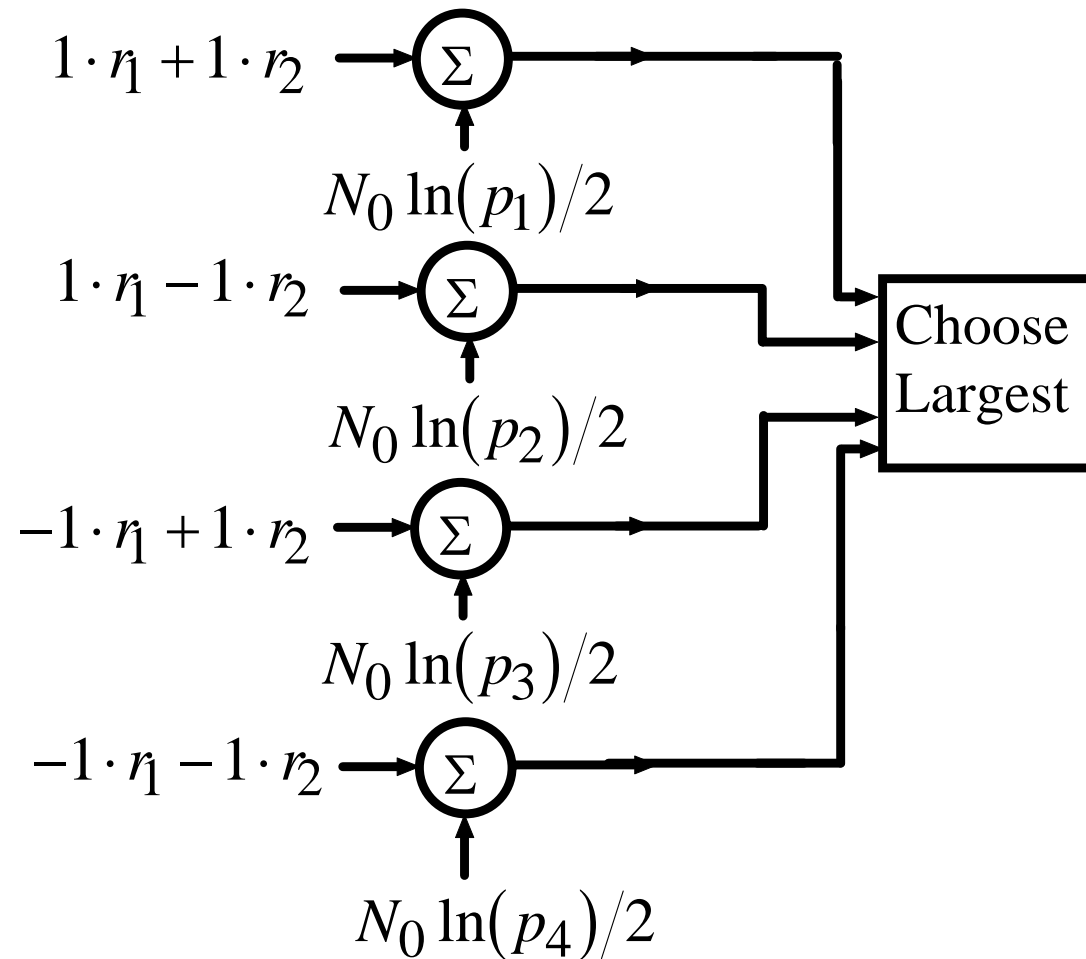 1·r₁ + 1·r₂
Σ
N₀ ln(p₁)/2
1·r₁ − 1·r₂
Σ
N₀ ln(p₂)/2
Choose
Largest
−1·r₁ + 1·r₂
Σ
N₀ ln(p₃)/2
−1·r₁ − 1·r₂
Σ
N₀ ln(p₄)/2